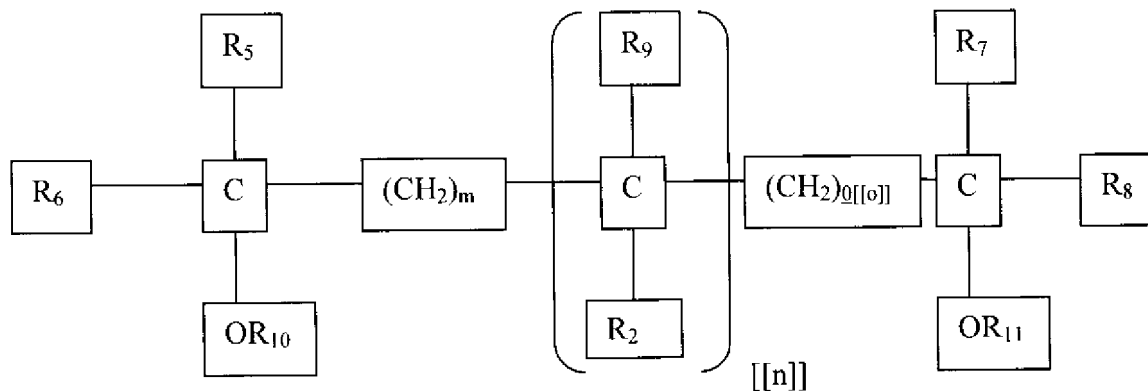 R₅ R₉ R₇
R₆ C (CH₂)ₘ C (CH₂)₀[[o]] C R₈
OR₁₀ R₂ OR₁₁
[[n]]